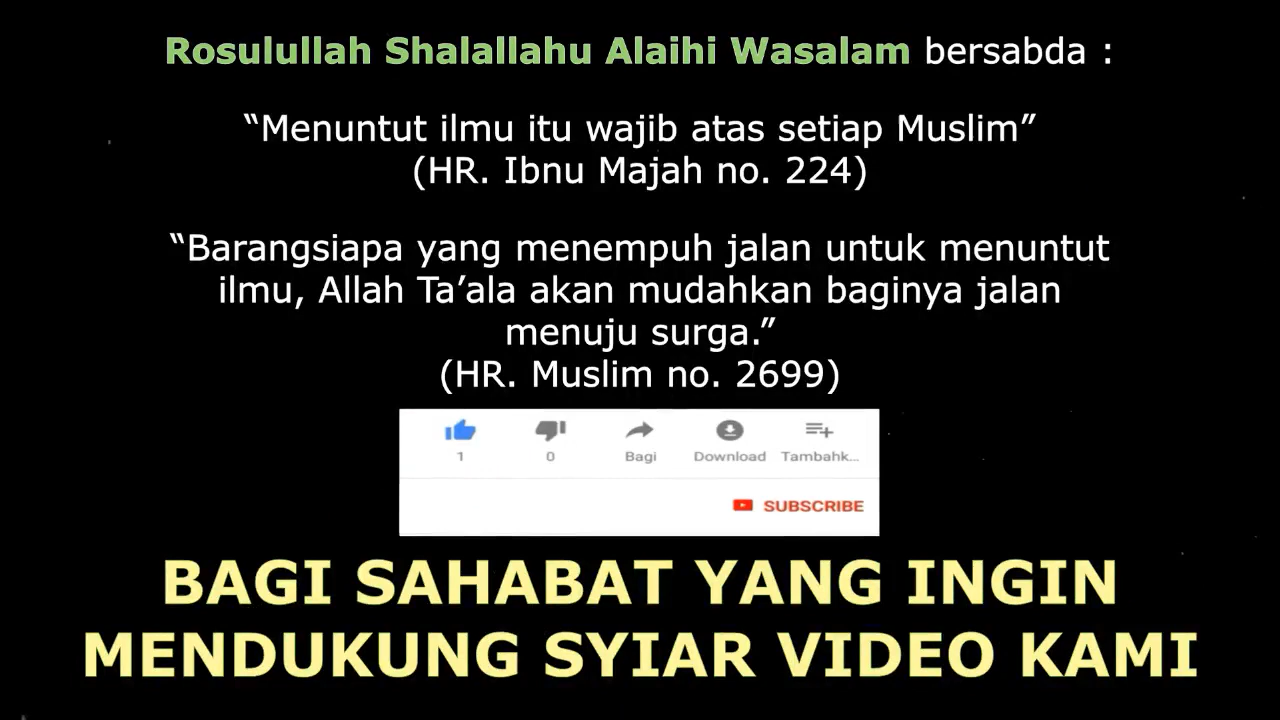 Rosulullah Shalallahu Alaihi Wasalam bersabda :
“Menuntut ilmu itu wajib atas setiap Muslim”
(HR. Ibnu Majah no. 224)
“Barangsiapa yang menempuh jalan untuk menuntut
ilmu, Allah Ta’ala akan mudahkan baginya jalan
menuju surga.”
(HR. Muslim no. 2699)
1 0 Bagi Download Tambahk...
SUBSCRIBE
BAGI SAHABAT YANG INGIN
MENDUKUNG SYIAR VIDEO KAMI